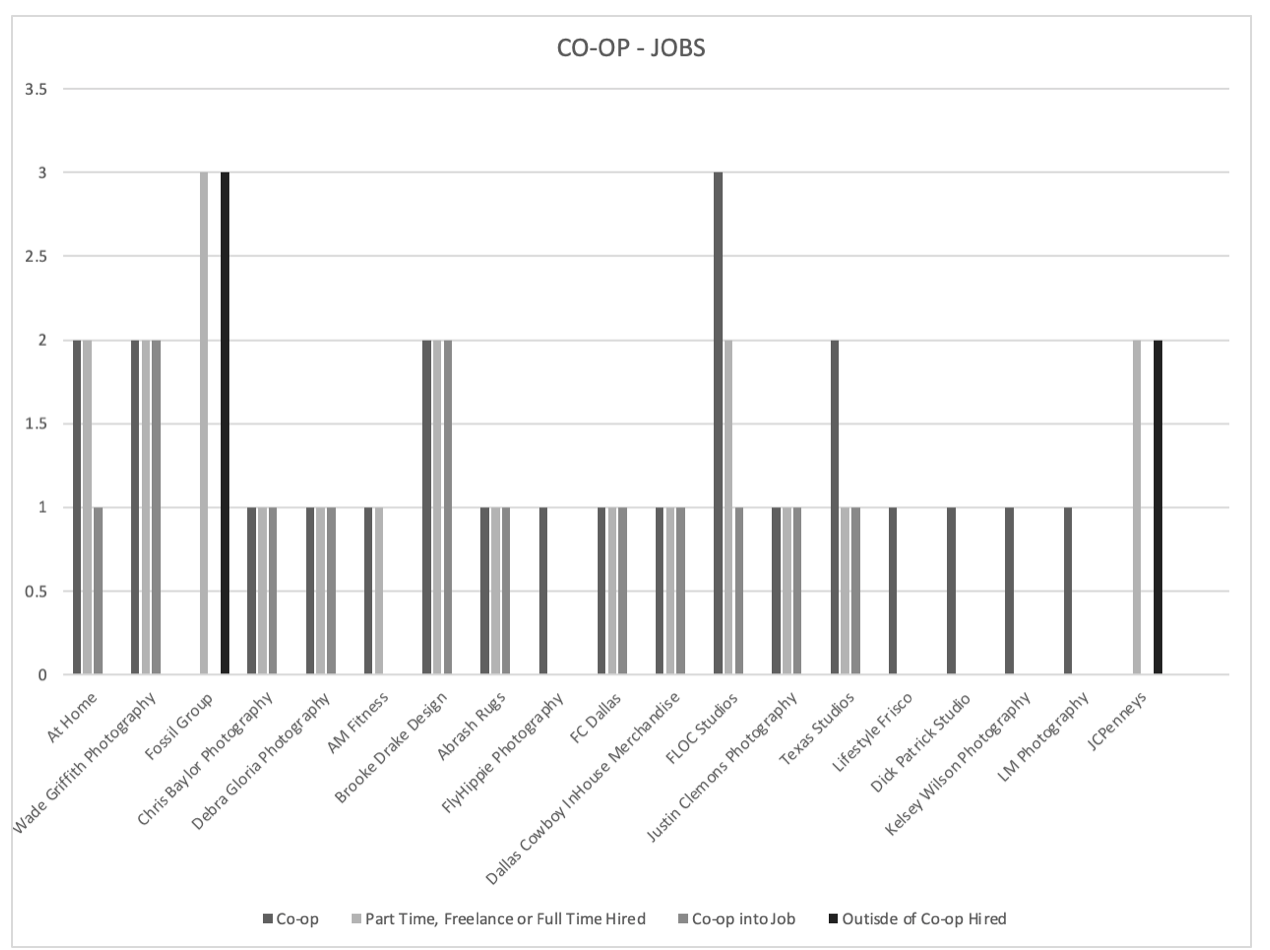 CO-OP - JOBS
3.5
3
2.5
2
1.5
1
0.5
0
At Home
Wade Griffith Photography
Fossil Group
Chris Baylor Photography
Debra Gloria Photography
AM Fitness
Brooke Drake Design
Abrash Rugs
FlyHippie Photography
FC Dallas
Dallas Cowboy InHouse Merchandise
FLOC Studios
Justin Clemons Photography
Texas Studios
Lifestyle Frisco
Dick Patrick Studio
Kelsey Wilson Photography
LM Photography
JCPenneys
Co-op Part Time, Freelance or Full Time Hired Co-op into Job Outisde of Co-op Hired